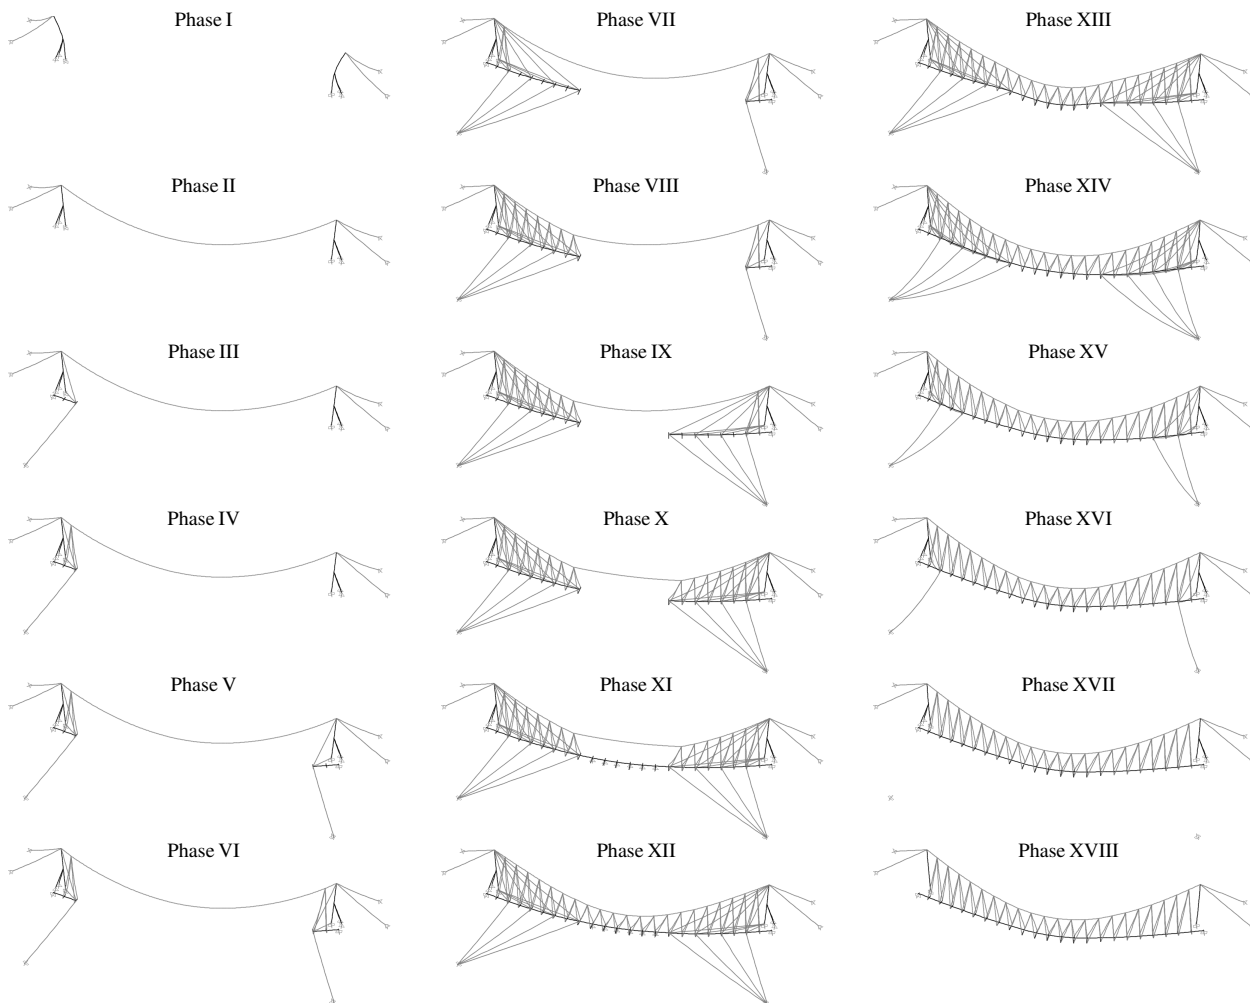 Phase I
Phase II
Phase III
Phase IV
Phase V
Phase VI
Phase VII
Phase VIII
Phase IX
Phase X
Phase XI
Phase XII
Phase XIII
Phase XIV
Phase XV
Phase XVI
Phase XVII
Phase XVIII